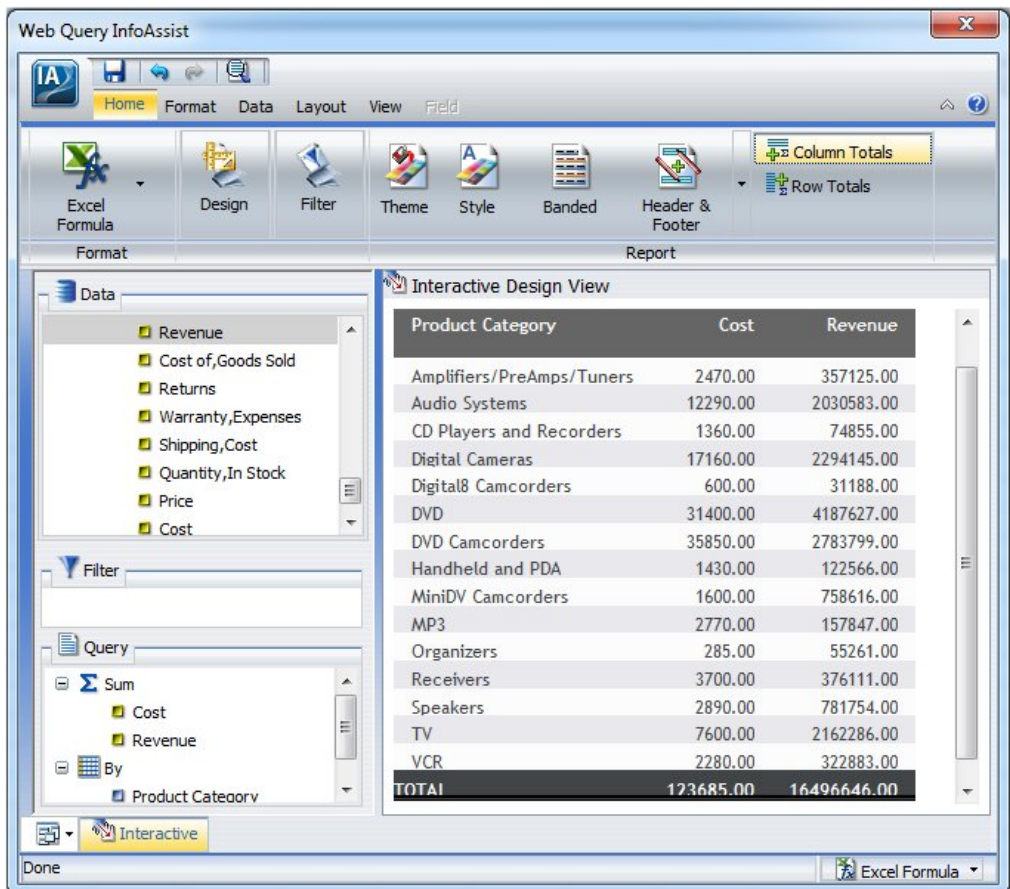 Web Query InfoAssist
IA
Home Format Data Layout View Field
Excel Formula
Design
Filter
Theme
Style
Banded
Header & Footer
Column Totals
Row Totals
Format
Report
Data
Revenue
Cost of,Goods Sold
Returns
Warranty,Expenses
Shipping,Cost
Quantity,In Stock
Price
Cost
Filter
Query
Sum
Cost
Revenue
By
Product Category
Interactive Design View
Product Category Cost Revenue
Amplifiers/PreAmps/Tuners 2470.00 357125.00
Audio Systems 12290.00 2030583.00
CD Players and Recorders 1360.00 74855.00
Digital Cameras 17160.00 2294145.00
Digital8 Camcorders 600.00 31188.00
DVD 31400.00 4187627.00
DVD Camcorders 35850.00 2783799.00
Handheld and PDA 1430.00 122566.00
MiniDV Camcorders 1600.00 758616.00
MP3 2770.00 157847.00
Organizers 285.00 55261.00
Receivers 3700.00 376111.00
Speakers 2890.00 781754.00
TV 7600.00 2162286.00
VCR 2280.00 322883.00
TOTAL 123685.00 16496646.00
Interactive
Done
Excel Formula